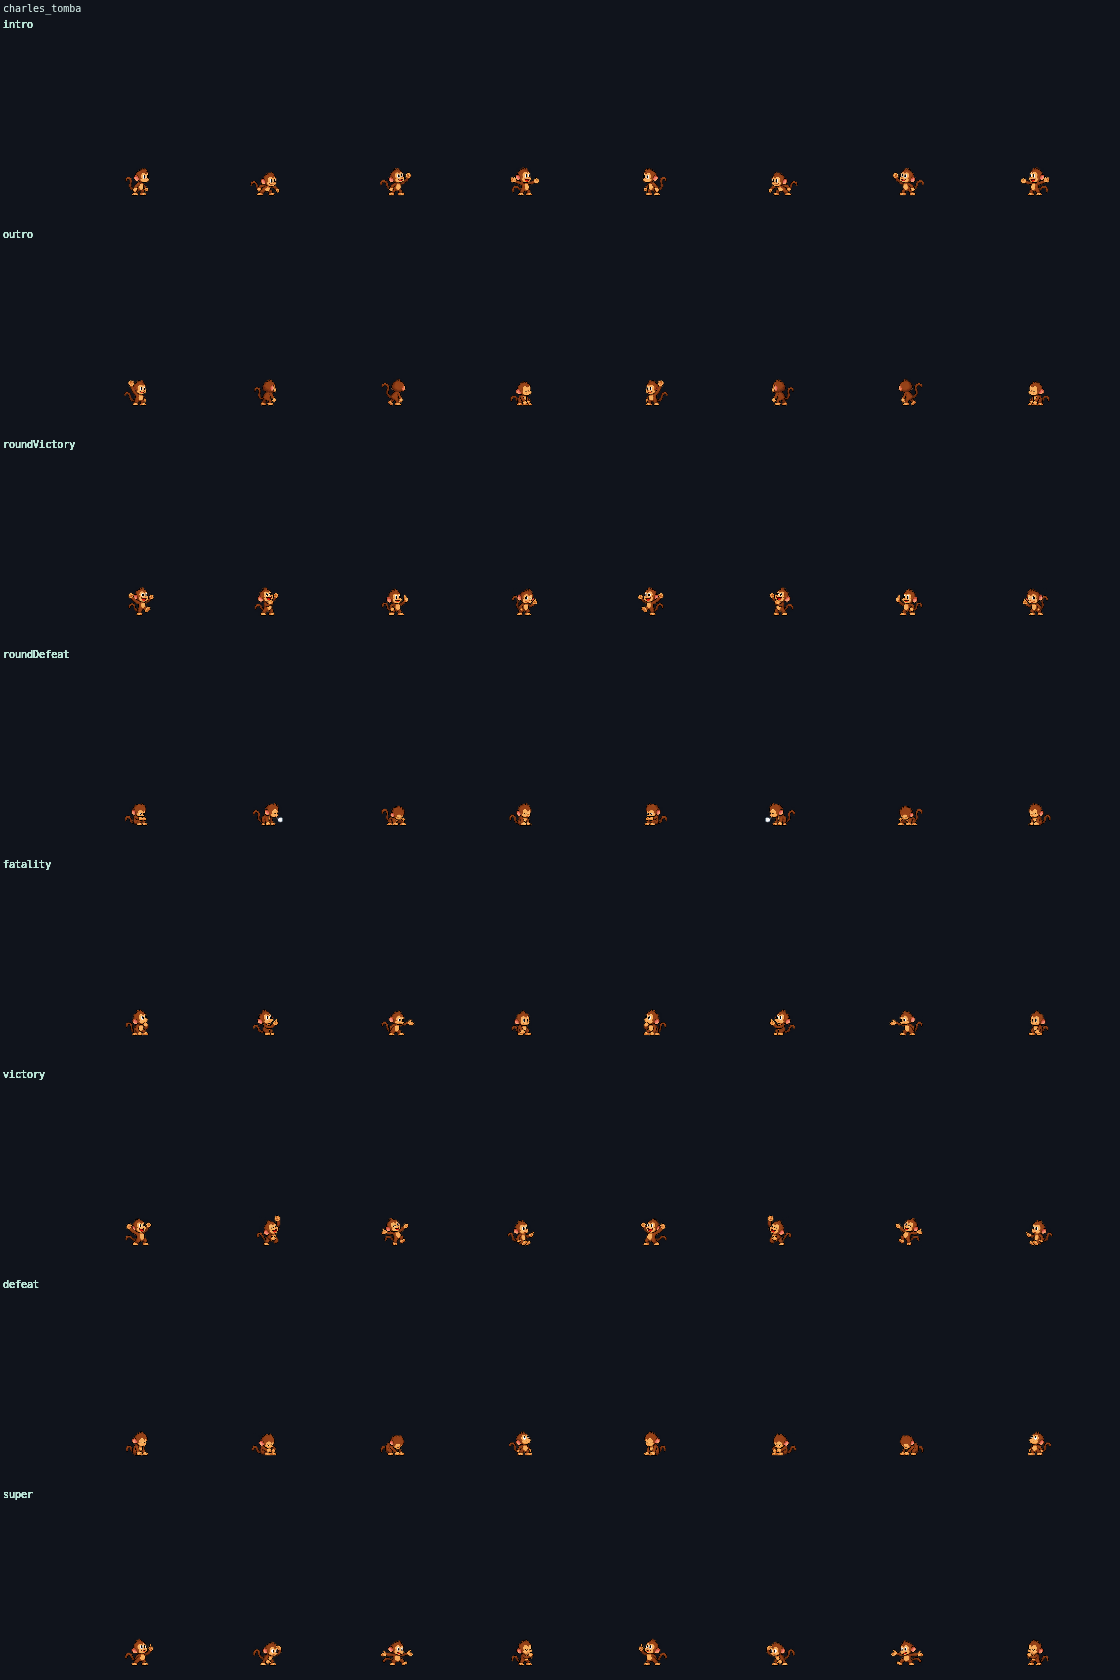 charles_tomba
intro
outro
roundVictory
roundDefeat
fatality
victory
defeat
super